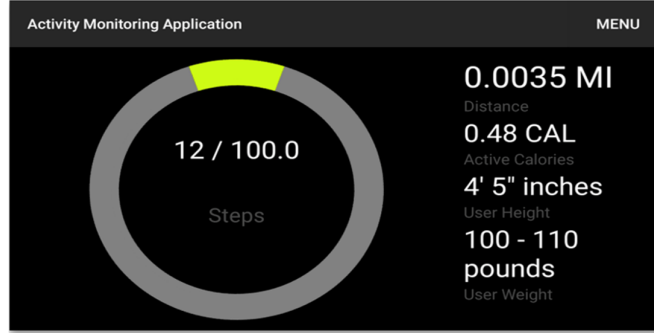 Activity Monitoring Application
MENU
12 / 100.0
Steps
0.0035 MI
Distance
0.48 CAL
Active Calories
4' 5" inches
User Height
100 - 110
pounds
User Weight